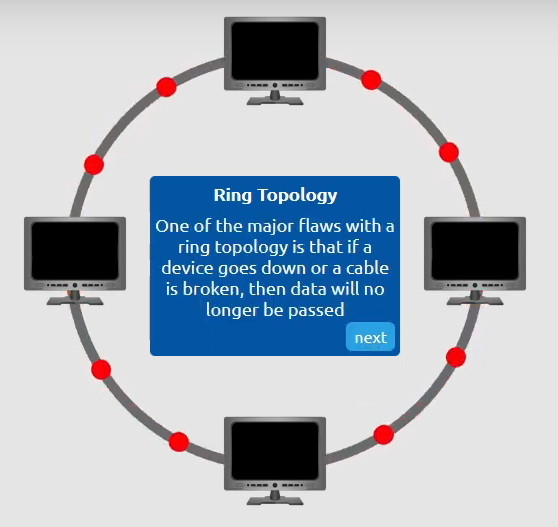 Ring Topology
One of the major flaws with a
ring topology is that if a
device goes down or a cable
is broken, then data will no
longer be passed
next